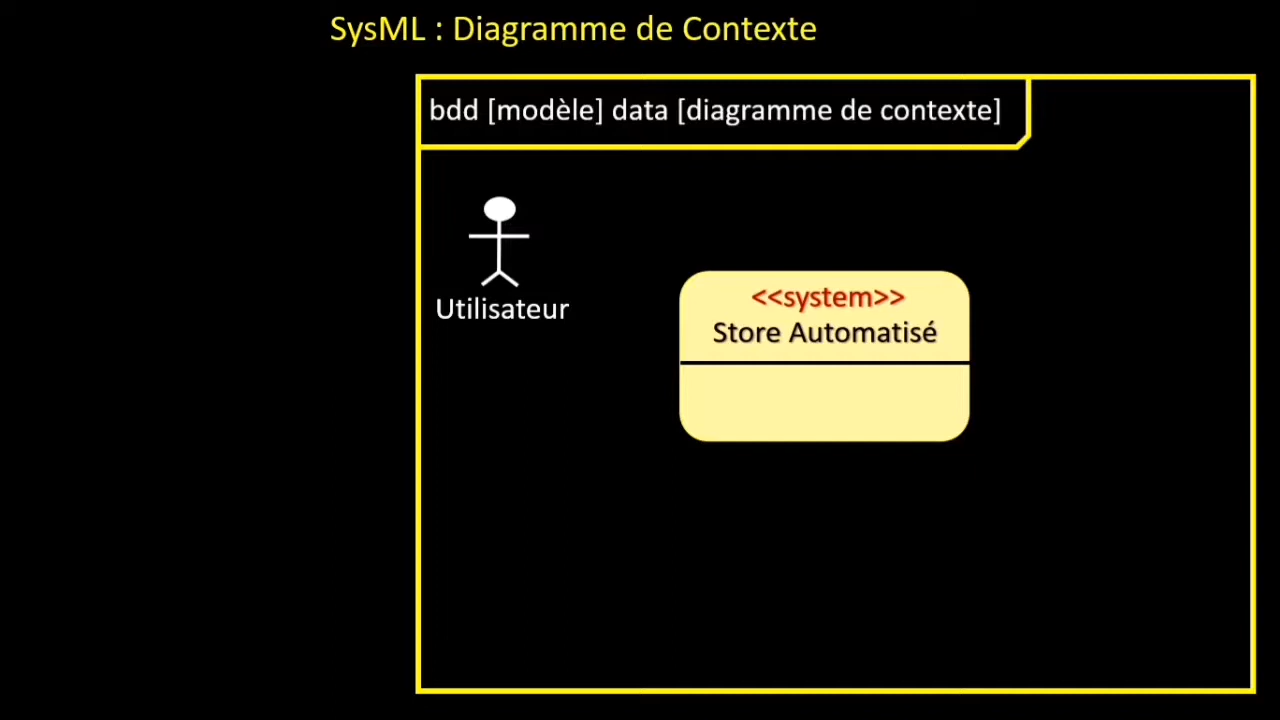 SysML : Diagramme de Contexte
bdd [modèle] data [diagramme de contexte]
Utilisateur
<<system>>
Store Automatisé